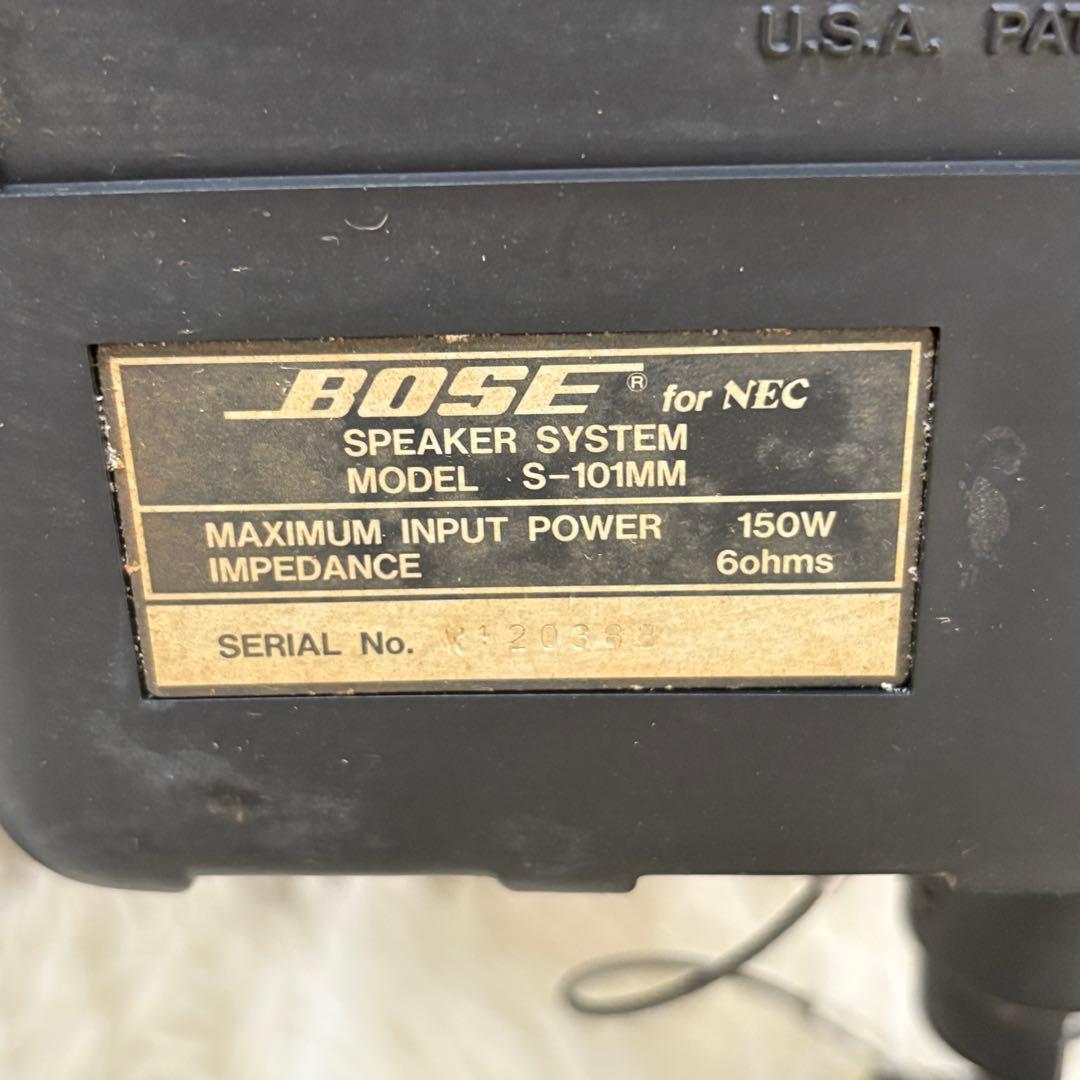 U.S.A. PAT
BOSE® for NEC
SPEAKER SYSTEM
MODEL S-101MM
MAXIMUM INPUT POWER 150W
IMPEDANCE 6ohms
SERIAL No.